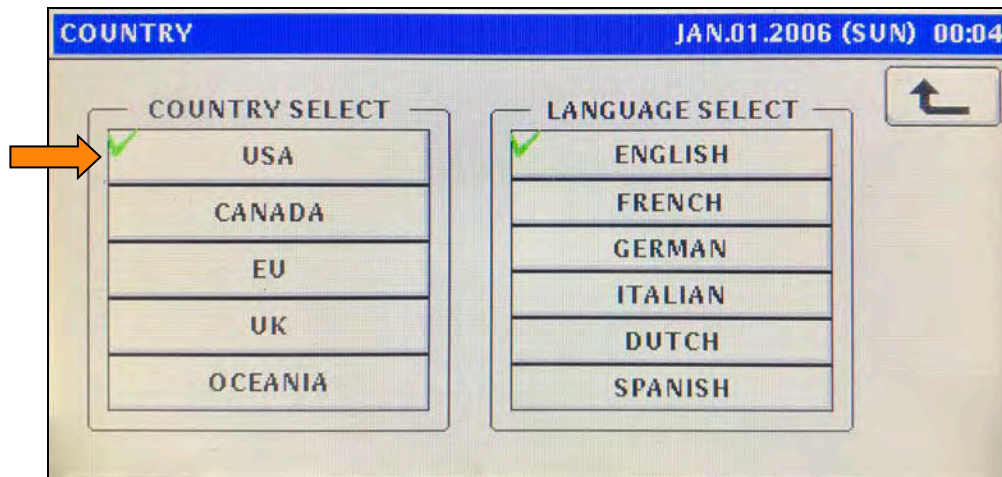 COUNTRY JAN.01.2006 (SUN) 00:04
COUNTRY SELECT
USA
CANADA
EU
UK
OCEANIA
LANGUAGE SELECT
ENGLISH
FRENCH
GERMAN
ITALIAN
DUTCH
SPANISH